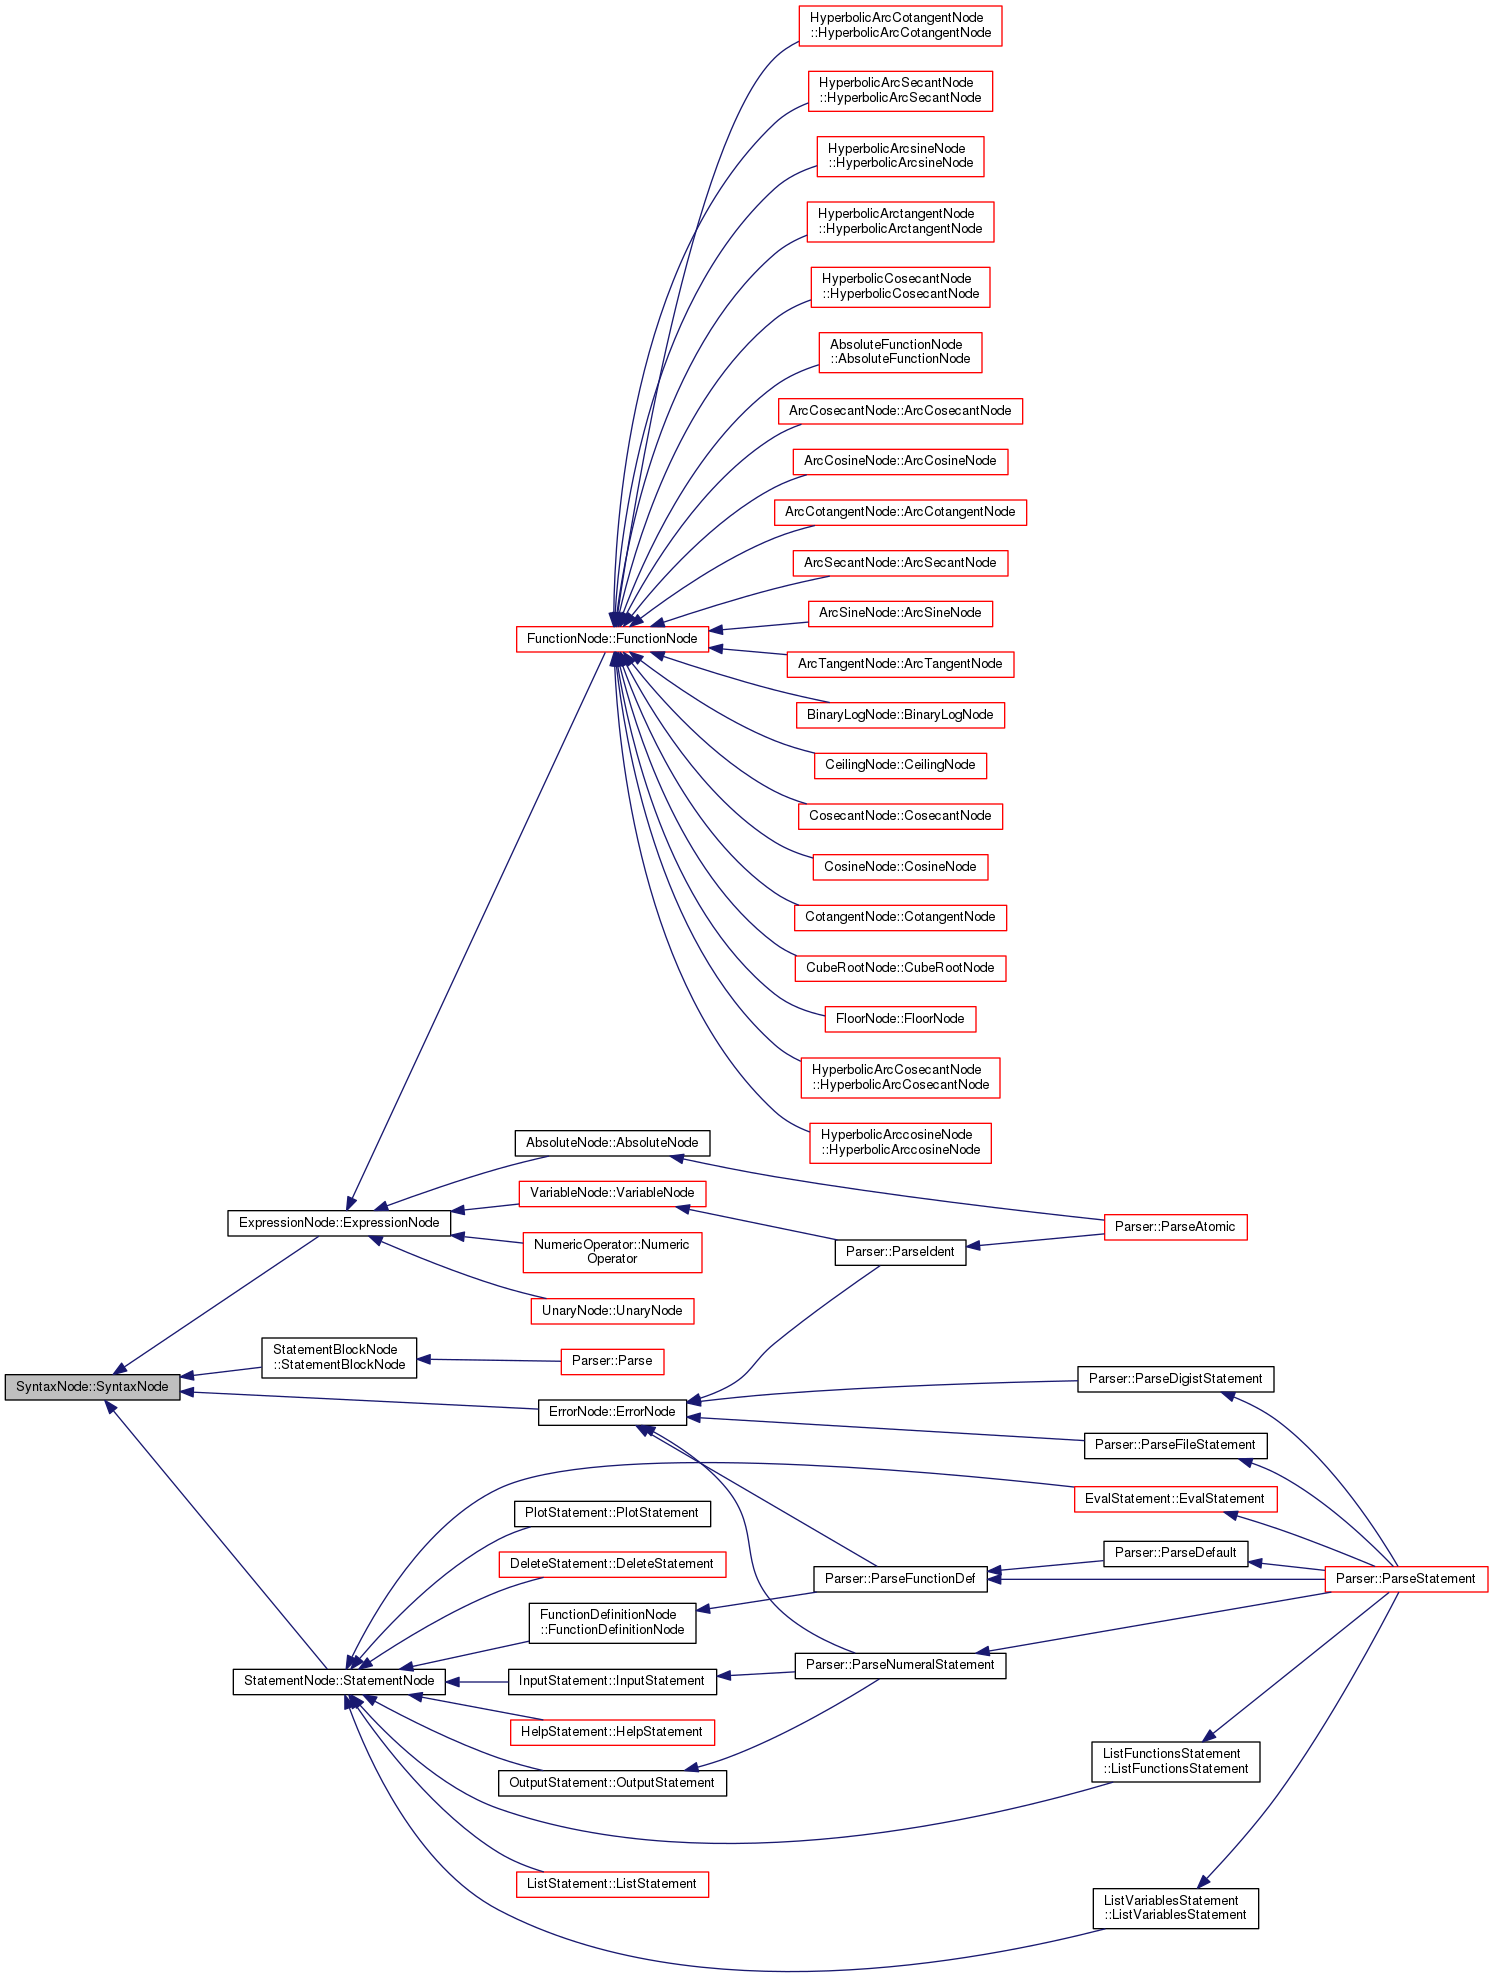 HyperbolicArcCotangentNode
::HyperbolicArcCotangentNode
HyperbolicArcSecantNode
::HyperbolicArcSecantNode
HyperbolicArcsineNode
::HyperbolicArcsineNode
HyperbolicArctangentNode
::HyperbolicArctangentNode
HyperbolicCosecantNode
::HyperbolicCosecantNode
AbsoluteFunctionNode
::AbsoluteFunctionNode
ArcCosecantNode::ArcCosecantNode
ArcCosineNode::ArcCosineNode
ArcCotangentNode::ArcCotangentNode
ArcSecantNode::ArcSecantNode
ArcSineNode::ArcSineNode
FunctionNode::FunctionNode
ArcTangentNode::ArcTangentNode
BinaryLogNode::BinaryLogNode
CeilingNode::CeilingNode
CosecantNode::CosecantNode
CosineNode::CosineNode
CotangentNode::CotangentNode
CubeRootNode::CubeRootNode
FloorNode::FloorNode
HyperbolicArcCosecantNode
::HyperbolicArcCosecantNode
HyperbolicArccosineNode
::HyperbolicArccosineNode
AbsoluteNode::AbsoluteNode
VariableNode::VariableNode
ExpressionNode::ExpressionNode
Parser::ParseAtomic
NumericOperator::Numeric
Operator
Parser::ParseIdent
UnaryNode::UnaryNode
StatementBlockNode
::StatementBlockNode
Parser::Parse
SyntaxNode::SyntaxNode
Parser::ParseDigistStatement
ErrorNode::ErrorNode
Parser::ParseFileStatement
EvalStatement::EvalStatement
PlotStatement::PlotStatement
DeleteStatement::DeleteStatement
Parser::ParseDefault
Parser::ParseFunctionDef
Parser::ParseStatement
FunctionDefinitionNode
::FunctionDefinitionNode
StatementNode::StatementNode
InputStatement::InputStatement
Parser::ParseNumeralStatement
HelpStatement::HelpStatement
OutputStatement::OutputStatement
ListFunctionsStatement
::ListFunctionsStatement
ListStatement::ListStatement
ListVariablesStatement
::ListVariablesStatement